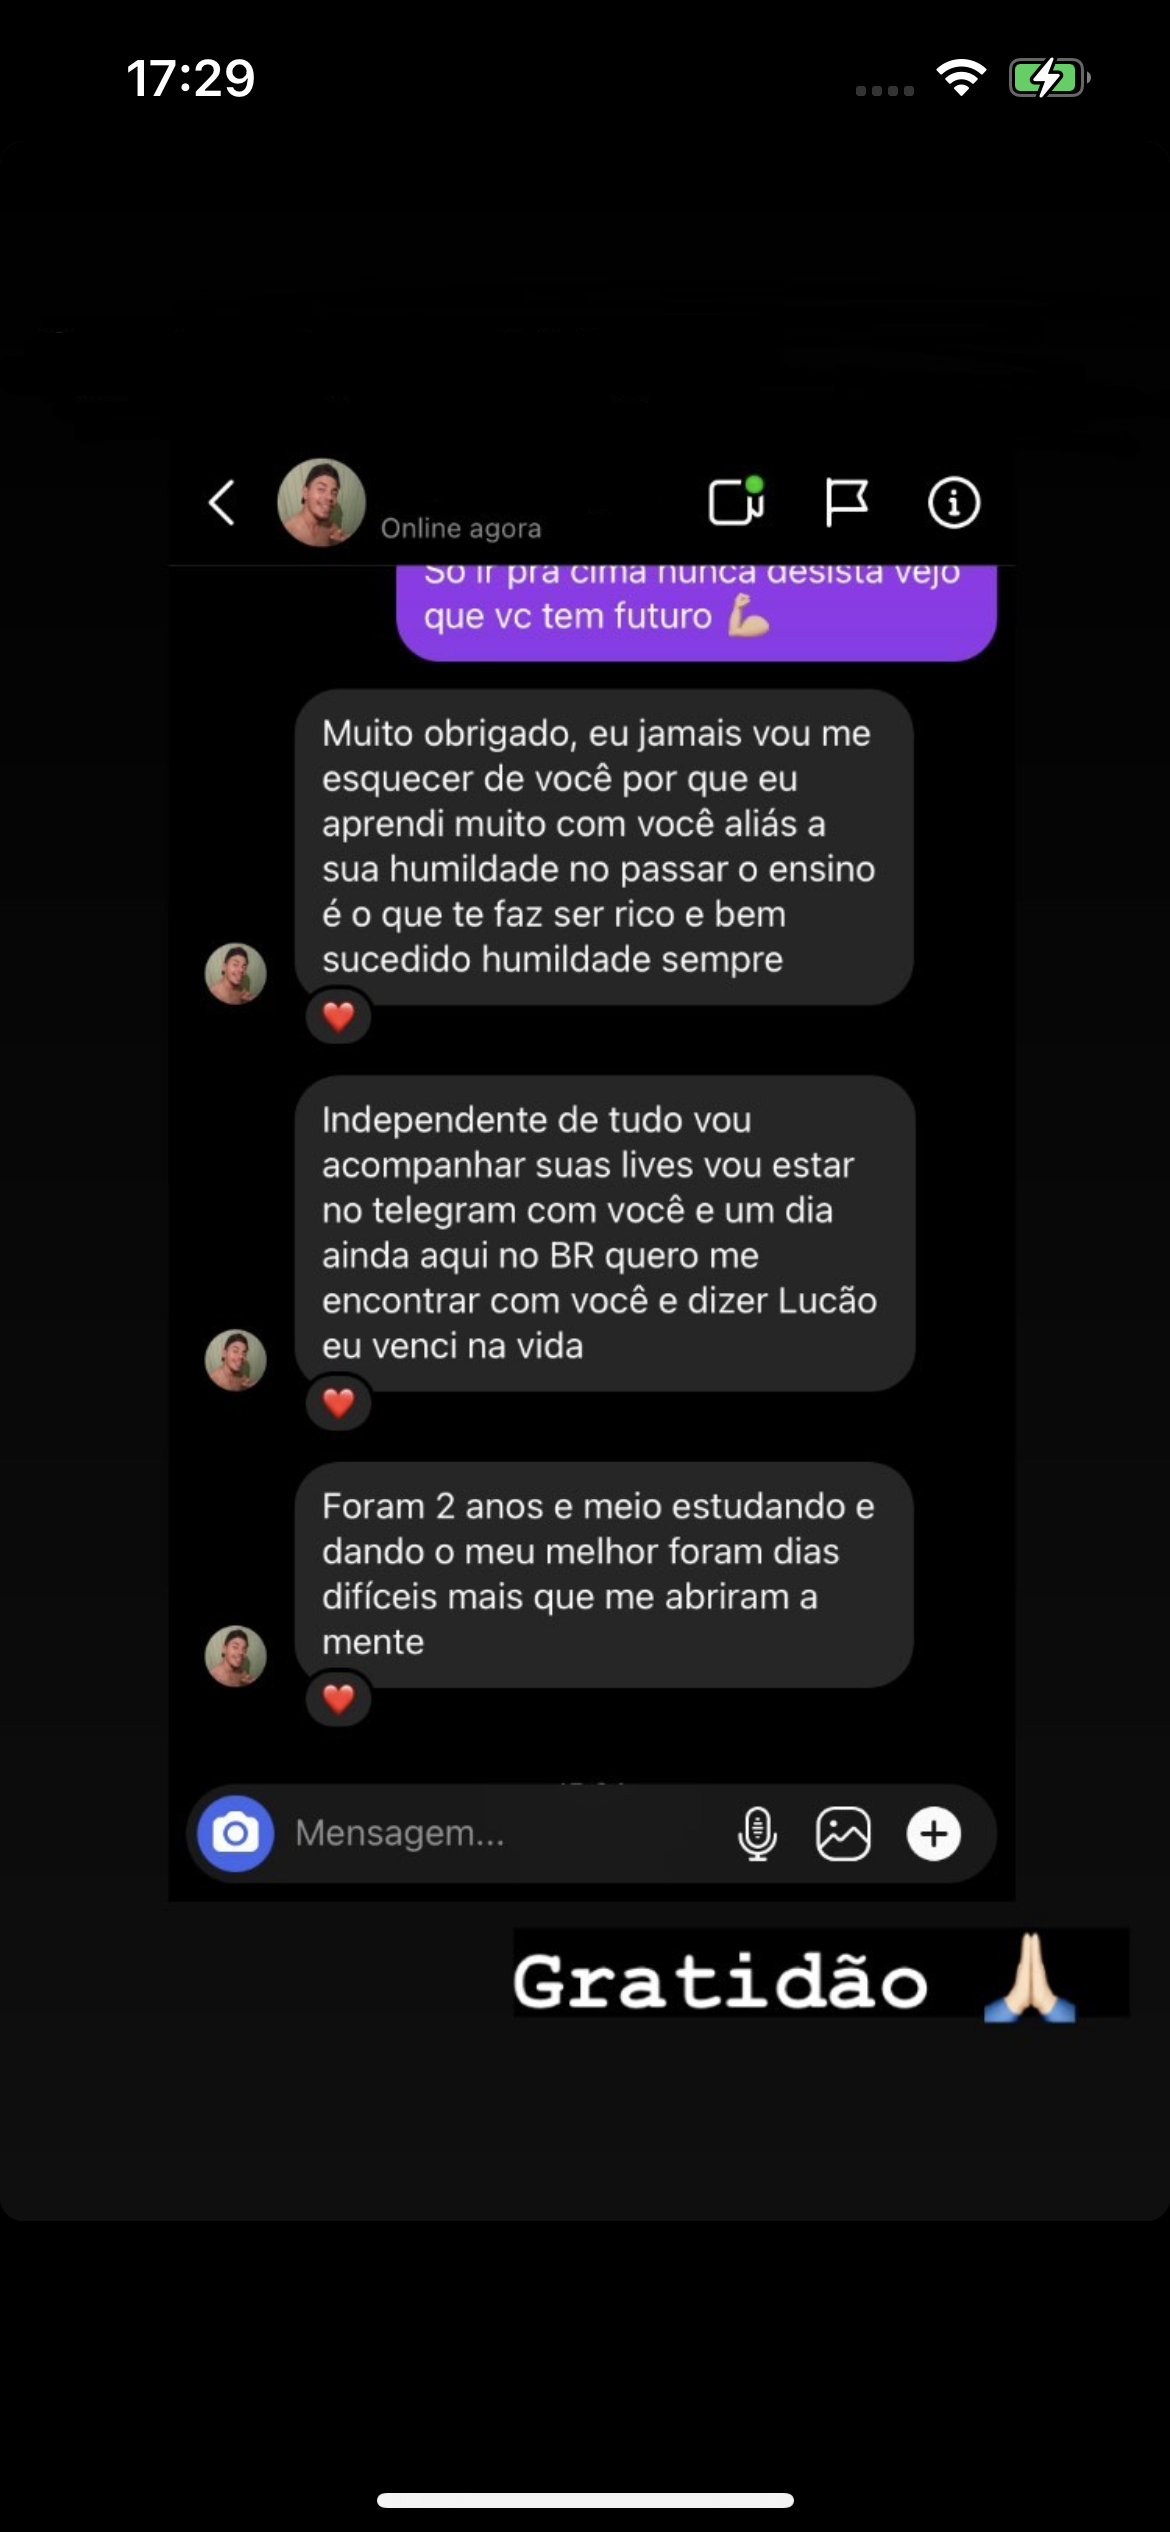 17:29
Online agora
So ir pra cima nunca desista vejo
que vc tem futuro 💪🏼
Muito obrigado, eu jamais vou me
esquecer de você por que eu
aprendi muito com você aliás a
sua humildade no passar o ensino
é o que te faz ser rico e bem
sucedido humildade sempre
❤️
Independente de tudo vou
acompanhar suas lives vou estar
no telegram com você e um dia
ainda aqui no BR quero me
encontrar com você e dizer Lucão
eu venci na vida
❤️
Foram 2 anos e meio estudando e
dando o meu melhor foram dias
difíceis mais que me abriram a
mente
❤️
Mensagem...
Gratidão 🙏🏻